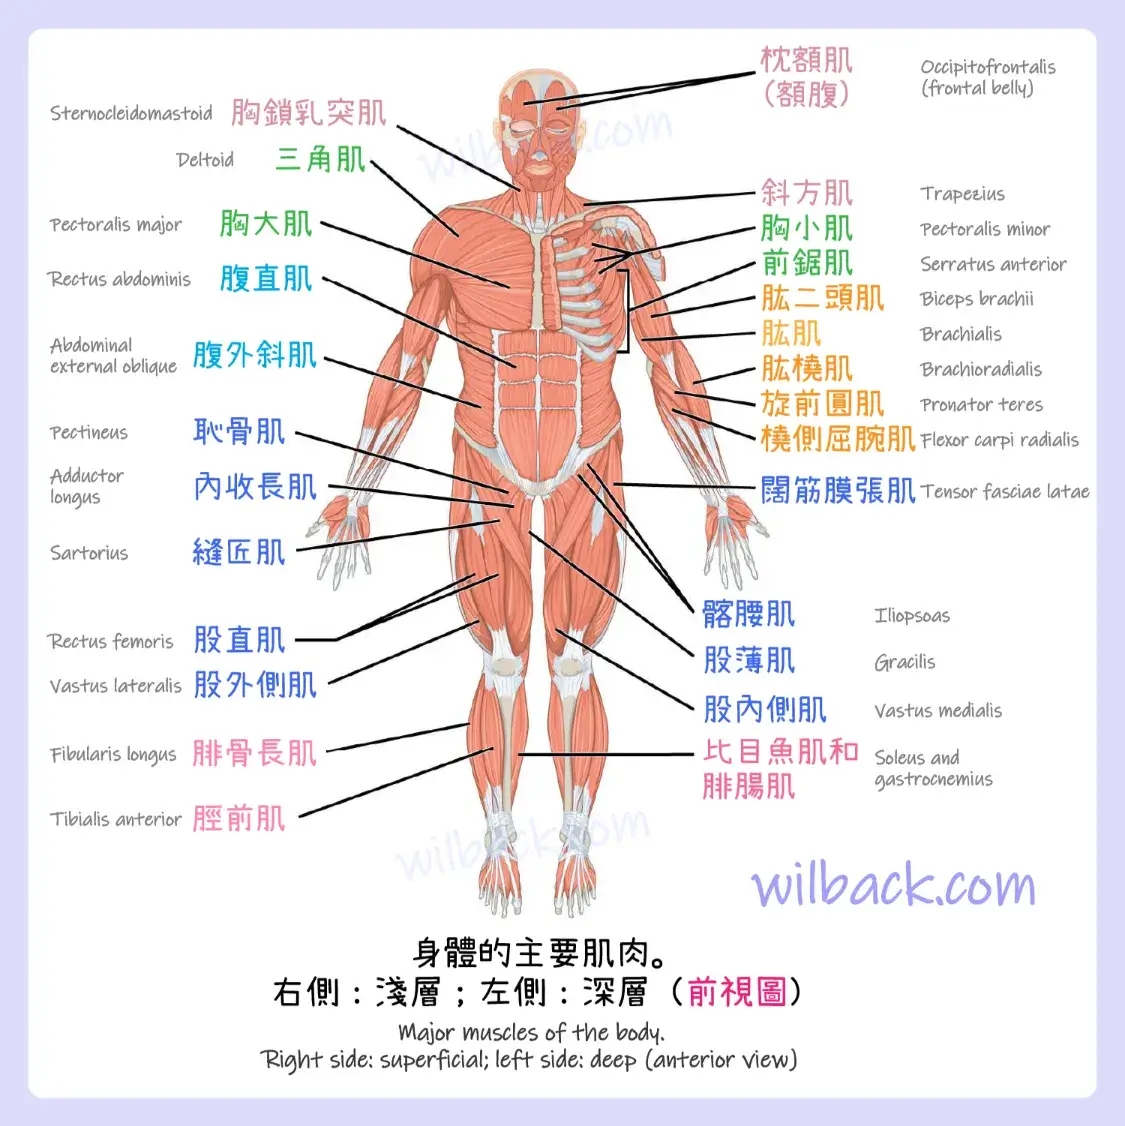 Sternocleidomastoid 胸鎖乳突肌
Deltoid 三角肌
Pectoralis major 胸大肌
Rectus abdominis 腹直肌
Abdominal
external oblique 腹外斜肌
Pectineus 恥骨肌
Adductor
longus 內收長肌
Sartorius 縫匠肌
Rectus femoris 股直肌
Vastus lateralis 股外側肌
Fibularis longus 腓骨長肌
Tibialis anterior 脛前肌
枕額肌 Occipitofrontalis
(額腹) (frontal belly)
斜方肌 Trapezius
胸小肌 Pectoralis minor
前鋸肌 Serratus anterior
肱二頭肌 Biceps brachii
肱肌 Brachialis
肱橈肌 Brachioradialis
旋前圓肌 Pronator teres
橈側屈腕肌 Flexor carpi radialis
闊筋膜張肌 Tensor fasciae latae
髂腰肌 Iliopsoas
股薄肌 Gracilis
股內側肌 Vastus medialis
比目魚肌和 Soleus and
腓腸肌 gastrocnemius
wilback.com
wilback.com
wilback.com
身體的主要肌肉。
右側：淺層；左側：深層（前視圖）
Major muscles of the body.
Right side: superficial; left side: deep (anterior view)